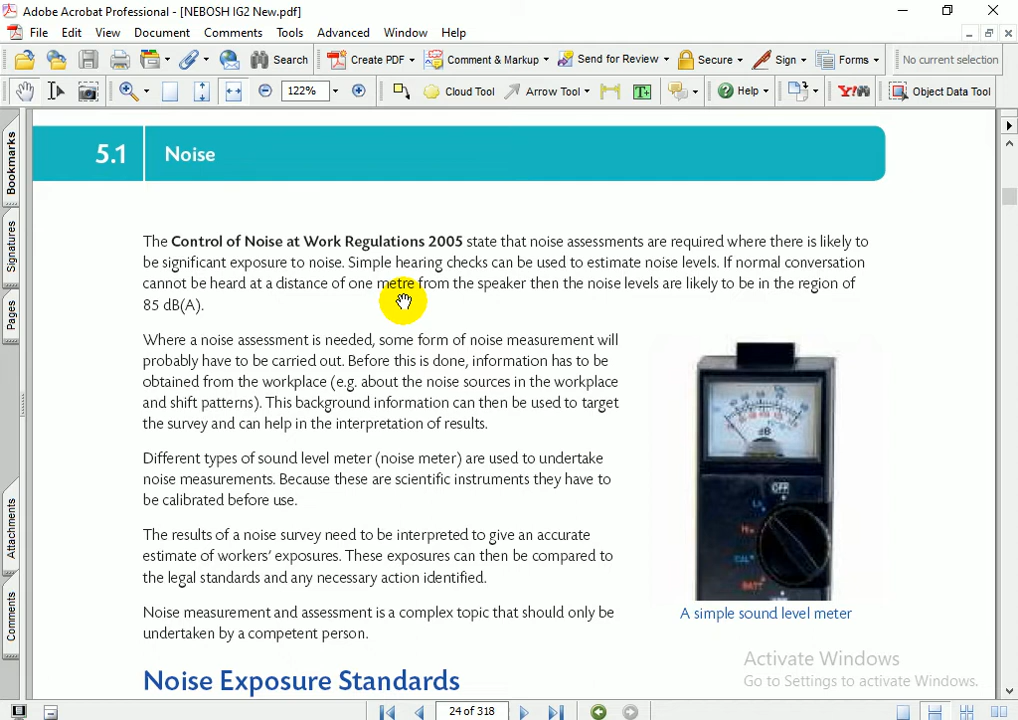 Adobe Acrobat Professional - [NEBOSH IG2 New.pdf]
File Edit View Document Comments Tools Advanced Window Help
Search Create PDF Comment & Markup Send for Review Secure Sign Forms No current selection
122% Cloud Tool Arrow Tool Help Y! Object Data Tool
Bookmarks
Signatures
Pages
Attachments
Comments
5.1 Noise
The Control of Noise at Work Regulations 2005 state that noise assessments are required where there is likely to
be significant exposure to noise. Simple hearing checks can be used to estimate noise levels. If normal conversation
cannot be heard at a distance of one metre from the speaker then the noise levels are likely to be in the region of
85 dB(A).
Where a noise assessment is needed, some form of noise measurement will
probably have to be carried out. Before this is done, information has to be
obtained from the workplace (e.g. about the noise sources in the workplace
and shift patterns). This background information can then be used to target
the survey and can help in the interpretation of results.
Different types of sound level meter (noise meter) are used to undertake
noise measurements. Because these are scientific instruments they have to
be calibrated before use.
The results of a noise survey need to be interpreted to give an accurate
estimate of workers' exposures. These exposures can then be compared to
the legal standards and any necessary action identified.
Noise measurement and assessment is a complex topic that should only be
undertaken by a competent person.
dB
OFF
Lo
Hi
CAL
BATT
A simple sound level meter
Noise Exposure Standards
Activate Windows
Go to Settings to activate Windows.
24 of 318